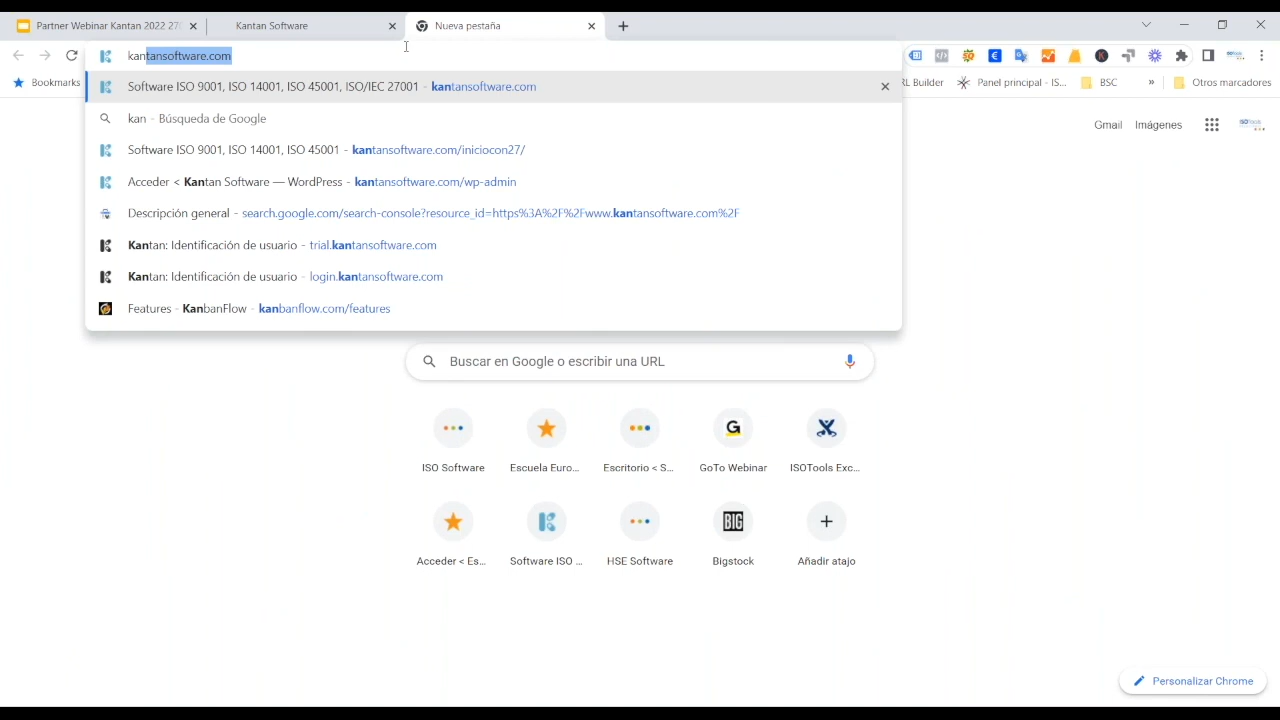 Partner Webinar Kantan 2022 27
Kantan Software
Nueva pestaña
kantansoftware.com
Bookmarks
RL Builder
Panel principal - IS...
BSC
»
Otros marcadores
Software ISO 9001, ISO 14001, ISO 45001, ISO/IEC 27001 - kantansoftware.com
kan - Búsqueda de Google
Software ISO 9001, ISO 14001, ISO 45001 - kantansoftware.com/iniciocon27/
Acceder < Kantan Software — WordPress - kantansoftware.com/wp-admin
Descripción general - search.google.com/search-console?resource_id=https%3A%2F%2Fwww.kantansoftware.com%2F
Kantan: Identificación de usuario - trial.kantansoftware.com
Kantan: Identificación de usuario - login.kantansoftware.com
Features - KanbanFlow - kanbanflow.com/features
Gmail
Imágenes
Buscar en Google o escribir una URL
ISO Software
Escuela Euro...
Escritorio < S...
GoTo Webinar
ISOTools Exc...
Acceder < Es...
Software ISO ...
HSE Software
BIG
Bigstock
Añadir atajo
Personalizar Chrome